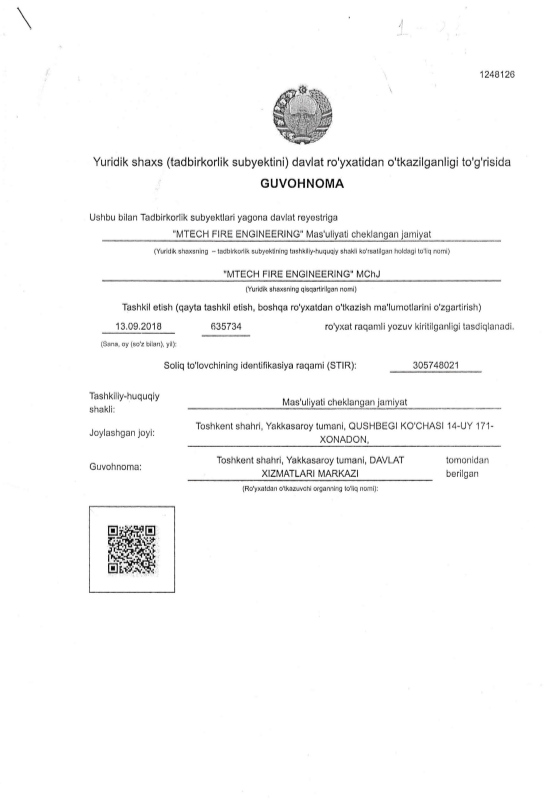 1248126
Yuridik shaxs (tadbirkorlik subyektini) davlat ro'yxatidan o'tkazilganligi to'g'risida
GUVOHNOMA
Ushbu bilan Tadbirkorlik subyektlari yagona davlat reyestriga
"MTECH FIRE ENGINEERING" Mas'uliyati cheklangan jamiyat
(Yuridik shaxsning – tadbirkorlik subyektining tashkiliy-huquqiy shakli ko'rsatilgan holdagi to'liq nomi)
"MTECH FIRE ENGINEERING" MChJ
(Yuridik shaxsning qisqartirilgan nomi)
Tashkil etish (qayta tashkil etish, boshqa ro'yxatdan o'tkazish ma'lumotlarini o'zgartirish)
13.09.2018 635734 ro'yxat raqamli yozuv kiritilganligi tasdiqlanadi.
(Sana, oy (so'z bilan), yil):
Soliq to'lovchining identifikasiya raqami (STIR): 305748021
Tashkiliy-huquqiy
shakli: Mas'uliyati cheklangan jamiyat
Joylashgan joyi: Toshkent shahri, Yakkasaroy tumani, QUSHBEGI KO'CHASI 14-UY 171-
XONADON,
Guvohnoma: Toshkent shahri, Yakkasaroy tumani, DAVLAT tomonidan
XIZMATLARI MARKAZI berilgan
(Ro'yxatdan o'tkazuvchi organning to'liq nomi):